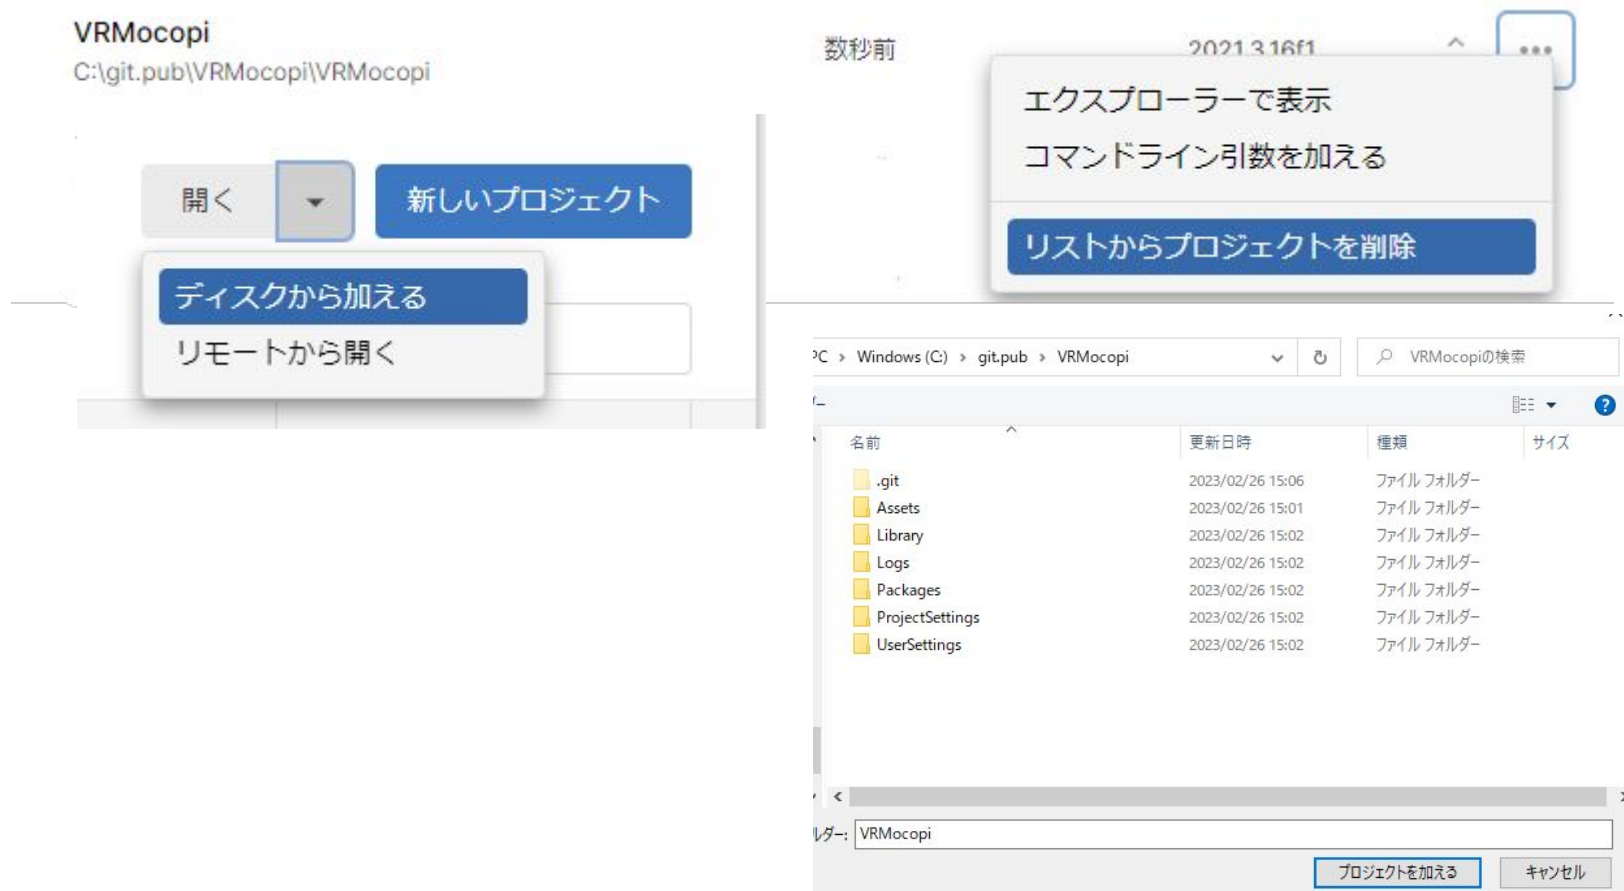 VRMocopi
C:\git.pub\VRMocopi\VRMocopi
数秒前 2021.3.16f1
エクスプローラーで表示
コマンドライン引数を加える
リストからプロジェクトを削除
開く 新しいプロジェクト
ディスクから加える
リモートから開く
PC › Windows (C:) › git.pub › VRMocopi VRMocopiの検索
名前 更新日時 種類 サイズ
.git 2023/02/26 15:06 ファイル フォルダー
Assets 2023/02/26 15:01 ファイル フォルダー
Library 2023/02/26 15:02 ファイル フォルダー
Logs 2023/02/26 15:02 ファイル フォルダー
Packages 2023/02/26 15:02 ファイル フォルダー
ProjectSettings 2023/02/26 15:02 ファイル フォルダー
UserSettings 2023/02/26 15:02 ファイル フォルダー
ルダー: VRMocopi
プロジェクトを加える キャンセル